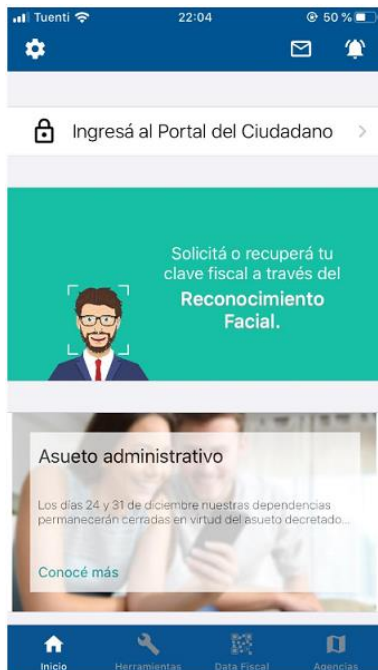 Tuenti 22:04 50 %
Ingresá al Portal del Ciudadano
Solicitá o recuperá tu
clave fiscal a través del
Reconocimiento
Facial.
Asueto administrativo
Los días 24 y 31 de diciembre nuestras dependencias
permanecerán cerradas en virtud del asueto decretado...
Conocé más
Inicio Herramientas Data Fiscal Agencias